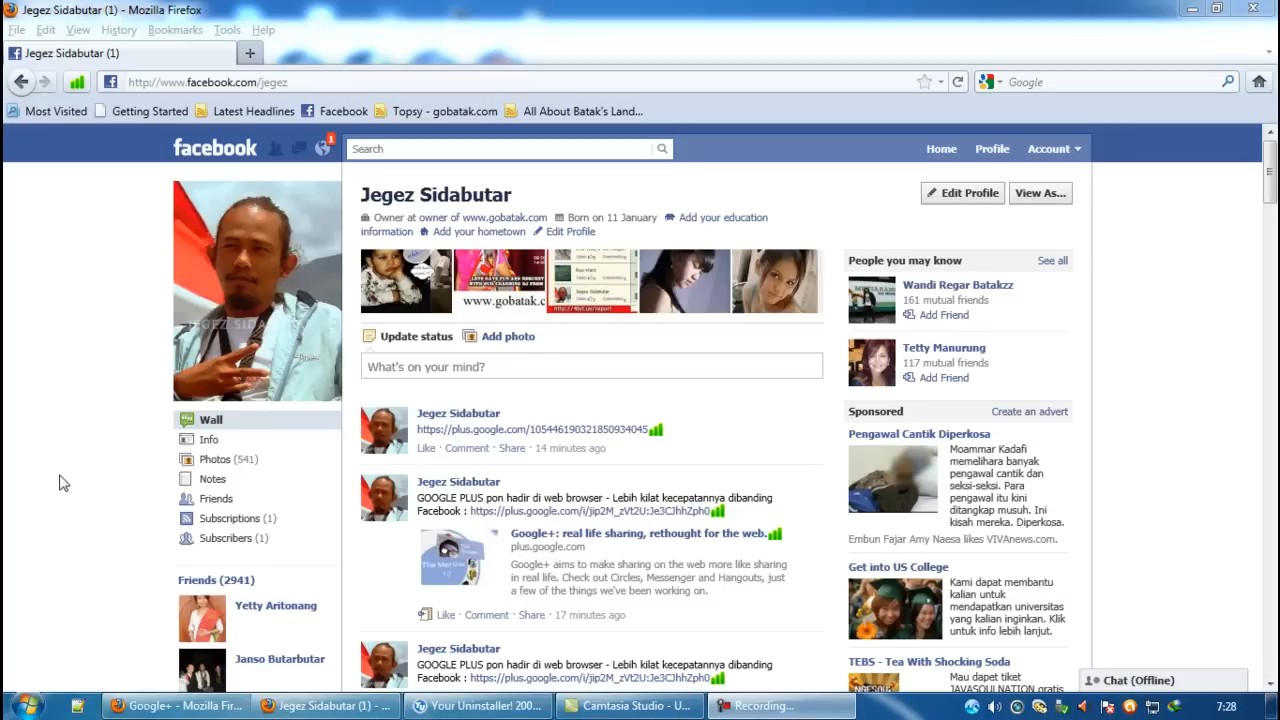 Jegez Sidabutar (1) - Mozilla Firefox
File Edit View History Bookmarks Tools Help
Jegez Sidabutar (1)
http://www.facebook.com/jegez
Google
Most Visited Getting Started Latest Headlines Facebook Topsy - gobatak.com All About Batak's Land...
facebook
1
Search
Home Profile Account
JEGEZ SIDA
Jegez Sidabutar
Edit Profile View As...
Owner at owner of www.gobatak.com Born on 11 January Add your education
information Add your hometown Edit Profile
www.gobatak.c
Update status Add photo
What's on your mind?
Wall
Info
Photos (541)
Notes
Friends
Subscriptions (1)
Subscribers (1)
Friends (2941)
Yetty Aritonang
Janso Butarbutar
Jegez Sidabutar
https://plus.google.com/105446190321850934045
Like · Comment · Share · 14 minutes ago
Jegez Sidabutar
GOOGLE PLUS pon hadir di web browser - Lebih kilat kecepatannya dibanding
Facebook : https://plus.google.com/i/jip2M_zVt2U:Je3CJhhZph0
Google+: real life sharing, rethought for the web.
plus.google.com
Google+ aims to make sharing on the web more like sharing
in real life. Check out Circles, Messenger and Hangouts, just
a few of the things we've been working on.
Like · Comment · Share · 17 minutes ago
Jegez Sidabutar
GOOGLE PLUS pon hadir di web browser - Lebih kilat kecepatannya dibanding
Facebook : https://plus.google.com/i/jip2M_zVt2U:Je3CJhhZph0
People you may know See all
Wandi Regar Batakzz
161 mutual friends
Add Friend
Tetty Manurung
117 mutual friends
Add Friend
Sponsored Create an advert
Pengawal Cantik Diperkosa
Moammar Kadafi
memelihara banyak
pengawal cantik dan
seksi-seksi. Para
pengawal itu kini
ditangkap musuh. Ini
kisah mereka. Diperkosa.
Embun Fajar Amy Naesa likes VIVAnews.com.
Get into US College
Kami dapat membantu
kalian untuk
mendapatkan universitas
yang kalian inginkan. Klik
untuk info lebih lanjut.
TEBS - Tea With Shocking Soda
Mau dapat tiket
JAVASOULNATION gratis
Chat (Offline)
Google+ - Mozilla Fir... Jegez Sidabutar (1) - ... Your Uninstaller! 200... Camtasia Studio - U... Recording...
7:28